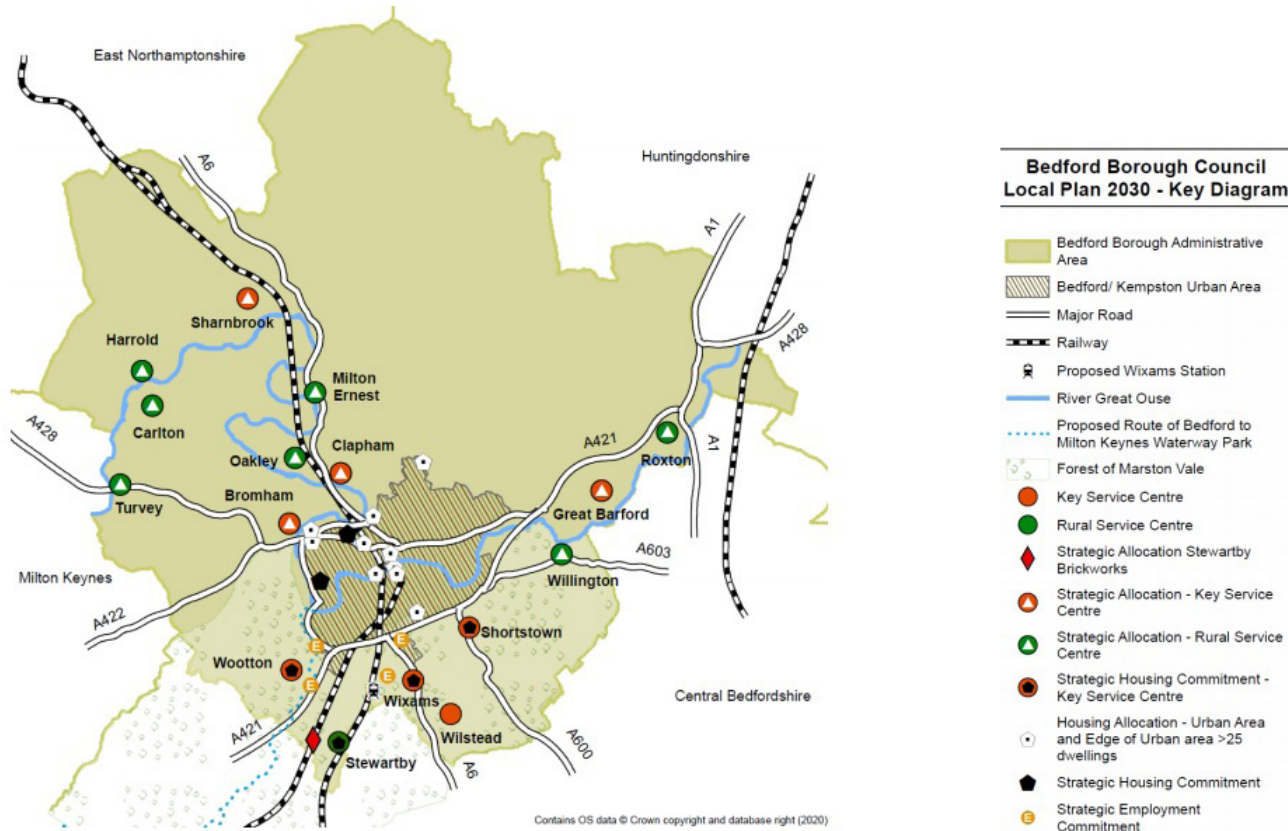 East Northamptonshire
A6
Huntingdonshire
A1
A428
Sharnbrook
Harrold
Milton
Ernest
Carlton
A428
Clapham
A421
A1
Oakley
Roxton
Turvey
Bromham
Great Barford
A603
Milton Keynes
Willington
A422
Shortstown
Wootton
E
E
E
E
Wixams
Central Bedfordshire
Wilstead
A421
A600
Stewartby
A6
Contains OS data © Crown copyright and database right (2020)
Bedford Borough Council
Local Plan 2030 - Key Diagram
Bedford Borough Administrative
Area
Bedford/ Kempston Urban Area
Major Road
Railway
Proposed Wixams Station
River Great Ouse
Proposed Route of Bedford to
Milton Keynes Waterway Park
Forest of Marston Vale
Key Service Centre
Rural Service Centre
Strategic Allocation Stewartby
Brickworks
Strategic Allocation - Key Service
Centre
Strategic Allocation - Rural Service
Centre
Strategic Housing Commitment -
Key Service Centre
Housing Allocation - Urban Area
and Edge of Urban area >25
dwellings
Strategic Housing Commitment
E
Strategic Employment
Commitment